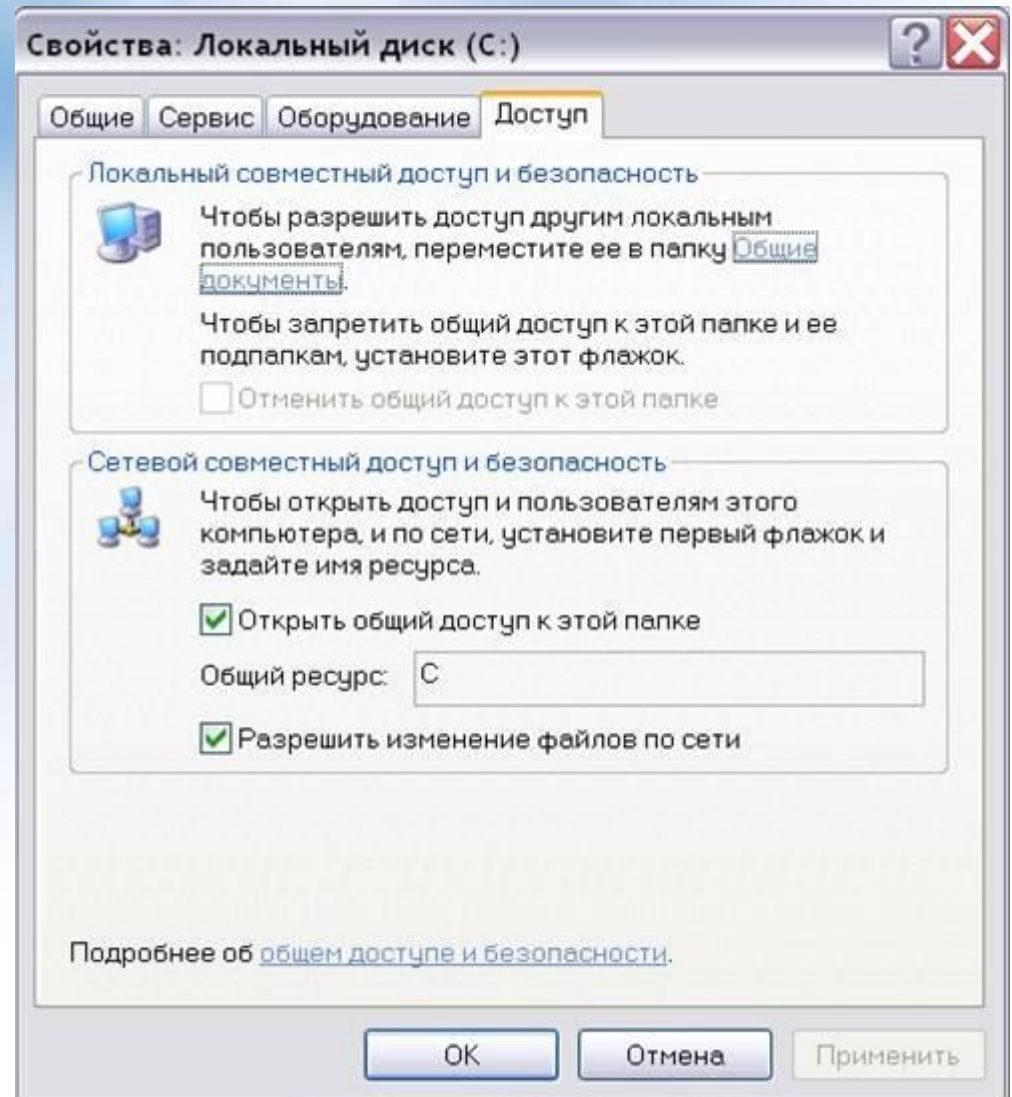 Свойства: Локальный диск (C:)
Общие Сервис Оборудование Доступ
Локальный совместный доступ и безопасность
Чтобы разрешить доступ другим локальным
пользователям, переместите ее в папку Общие
документы.
Чтобы запретить общий доступ к этой папке и ее
подпапкам, установите этот флажок.
Отменить общий доступ к этой папке
Сетевой совместный доступ и безопасность
Чтобы открыть доступ и пользователям этого
компьютера, и по сети, установите первый флажок и
задайте имя ресурса.
Открыть общий доступ к этой папке
Общий ресурс: C
Разрешить изменение файлов по сети
Подробнее об общем доступе и безопасности.
ОК Отмена Применить